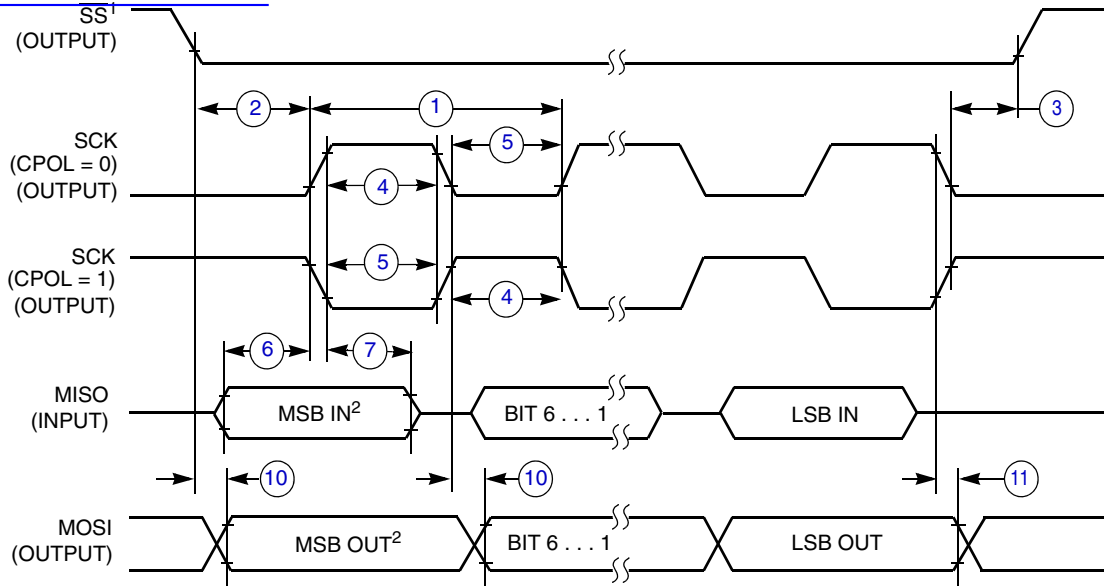 SS1
(OUTPUT)
2
1
3
SCK
(CPOL = 0)
(OUTPUT)
5
4
SCK
(CPOL = 1)
(OUTPUT)
5
4
6
7
MISO
(INPUT)
MSB IN2
BIT 6 . . . 1
LSB IN
10
10
11
MOSI
(OUTPUT)
MSB OUT2
BIT 6 . . . 1
LSB OUT